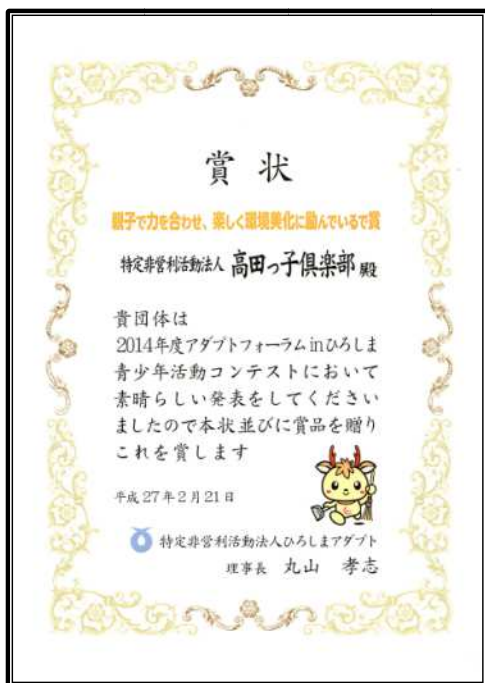 賞状
親子で力を合わせ、楽しく環境美化に励んでいるで賞
特定非営利活動法人 高田っ子倶楽部 殿
貴団体は
2014年度アダプトフォーラムinひろしま
青少年活動コンテストにおいて
素晴らしい発表をしてください
ましたので本状並びに賞品を贈り
これを賞します
平成27年2月21日
特定非営利活動法人ひろしまアダプト
理事長 丸山 孝志